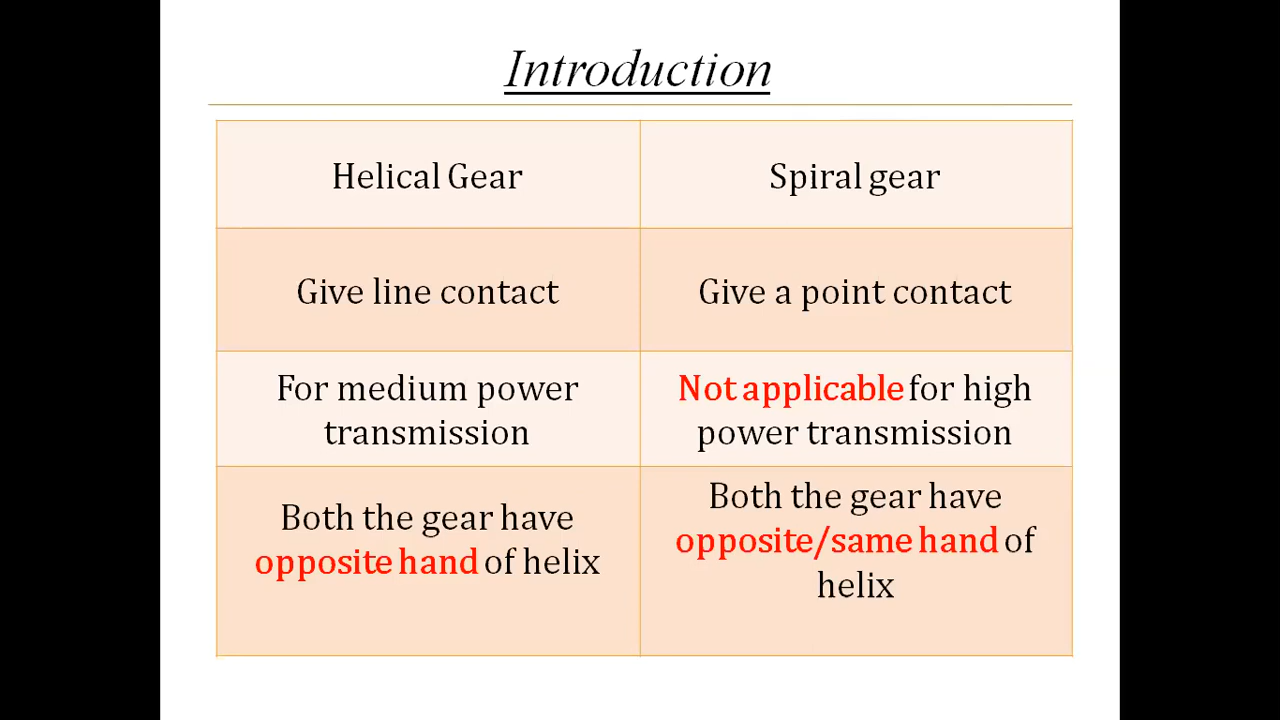 Introduction
Helical Gear
Spiral gear
Give line contact
Give a point contact
For medium power
transmission
Not applicable for high
power transmission
Both the gear have
opposite hand of helix
Both the gear have
opposite/same hand of
helix